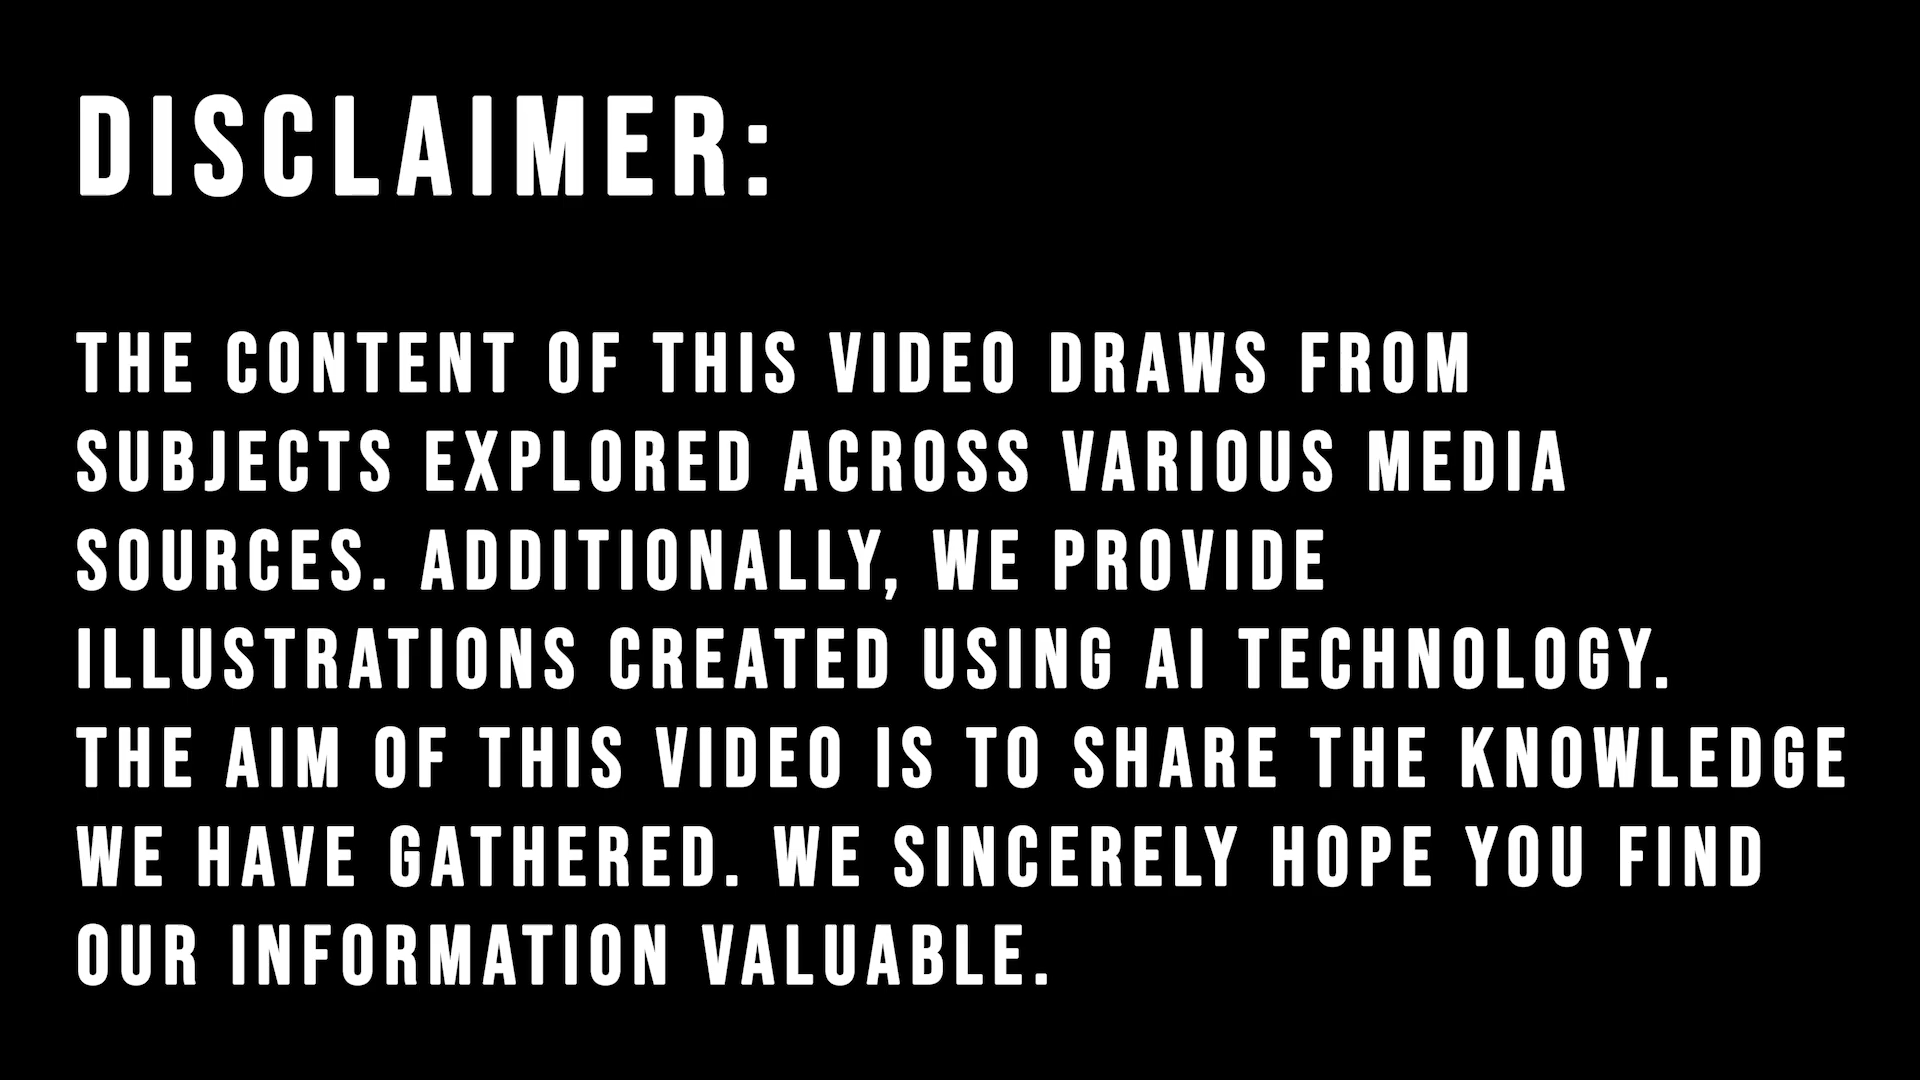 DISCLAIMER:
THE CONTENT OF THIS VIDEO DRAWS FROM
SUBJECTS EXPLORED ACROSS VARIOUS MEDIA
SOURCES. ADDITIONALLY, WE PROVIDE
ILLUSTRATIONS CREATED USING AI TECHNOLOGY.
THE AIM OF THIS VIDEO IS TO SHARE THE KNOWLEDGE
WE HAVE GATHERED. WE SINCERELY HOPE YOU FIND
OUR INFORMATION VALUABLE.